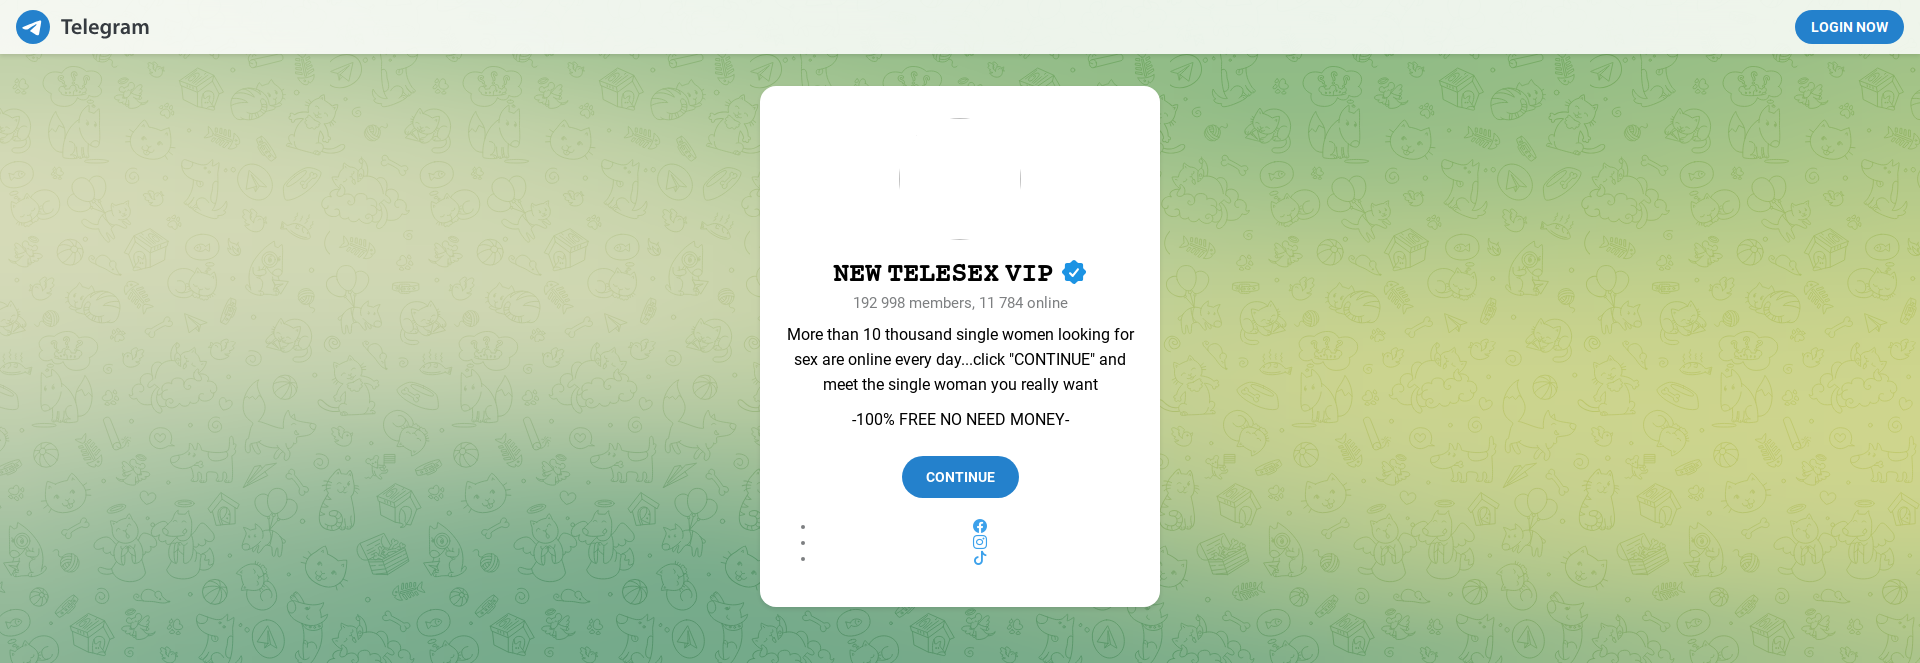 Telegram
LOGIN NOW
NEW TELESEX VIP
192 998 members, 11 784 online
More than 10 thousand single women looking for
sex are online every day...click "CONTINUE" and
meet the single woman you really want
-100% FREE NO NEED MONEY-
CONTINUE